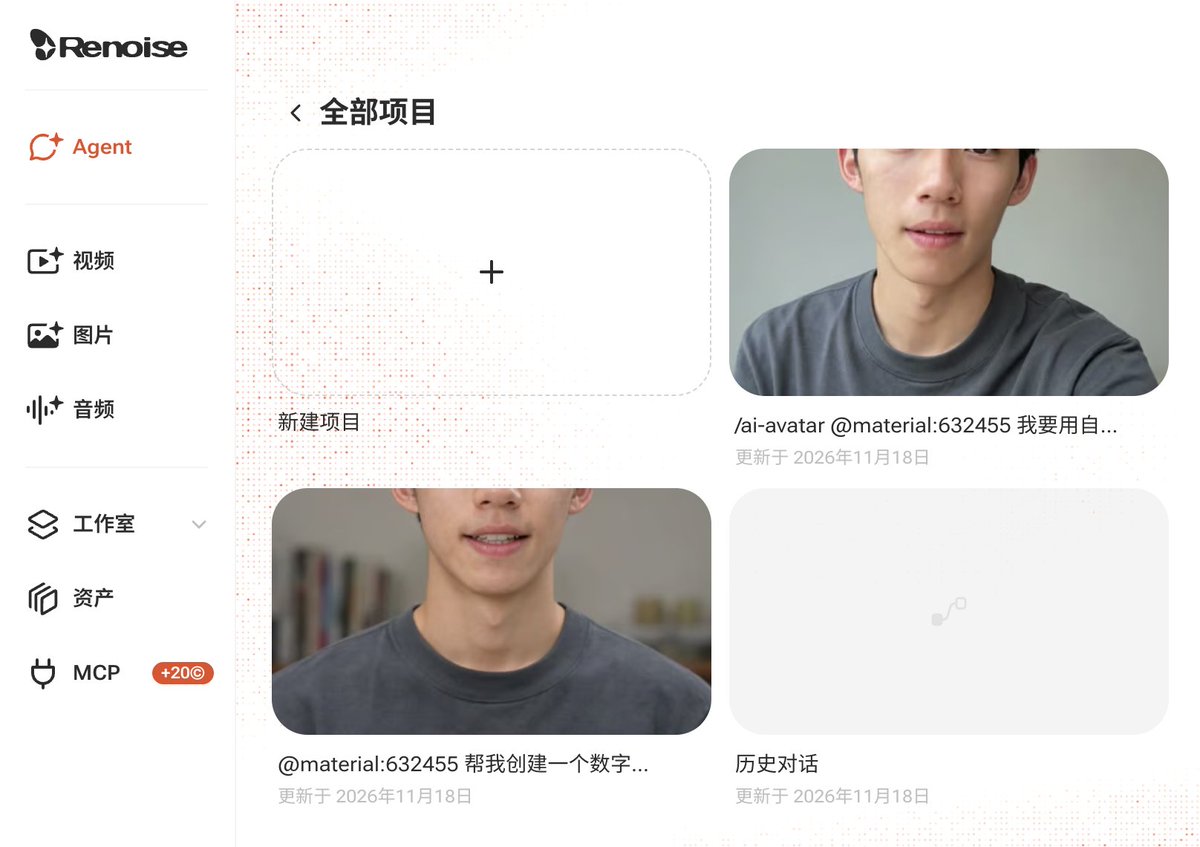 Renoise
Agent
视频
图片
音频
工作室
资产
MCP
+20©
全部项目
新建项目
/ai-avatar @material:632455 我要用自...
更新于 2026年11月18日
@material:632455 帮我创建一个数字...
更新于 2026年11月18日
历史对话
更新于 2026年11月18日